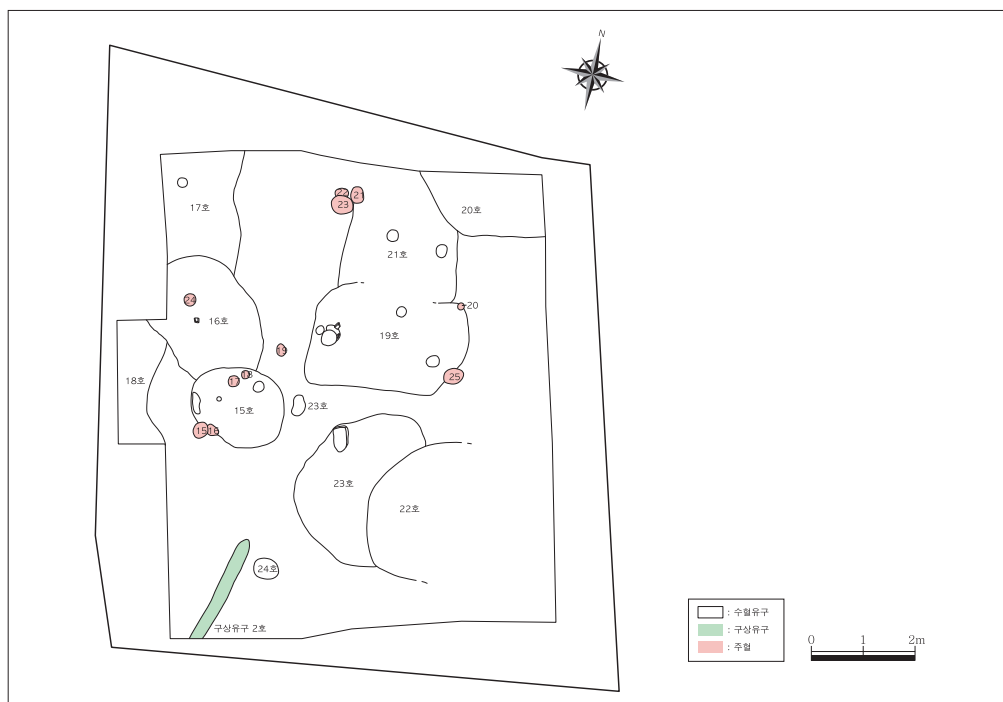 N
22 21
23
17호
20호
21호
24
20
16호
19호
19
18호
18
17
25
15호
23호
15 16
23호
22호
24호
구상유구 2호
: 수혈유구
: 구상유구
: 주혈
0 1 2m